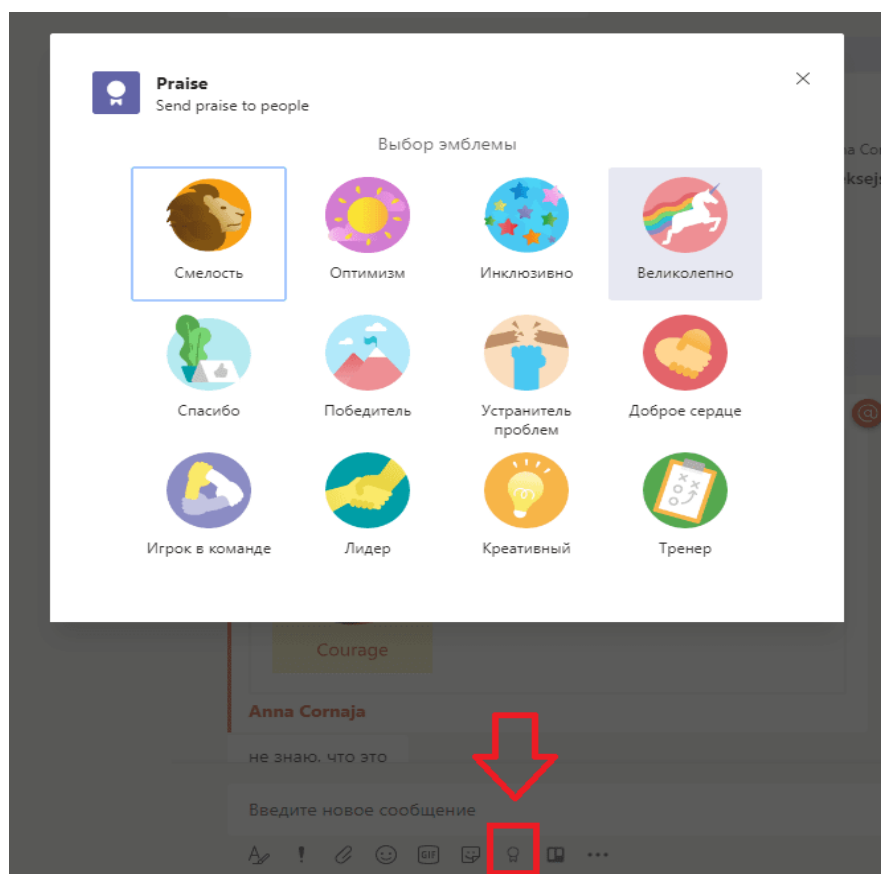 Praise
Send praise to people
Выбор эмблемы
Смелость
Оптимизм
Инклюзивно
Великолепно
Спасибо
Победитель
Устранитель
проблем
Доброе сердце
Игрок в команде
Лидер
Креативный
Тренер
Courage
Anna Cornaja
не знаю. что это
Введите новое сообщение
GIF